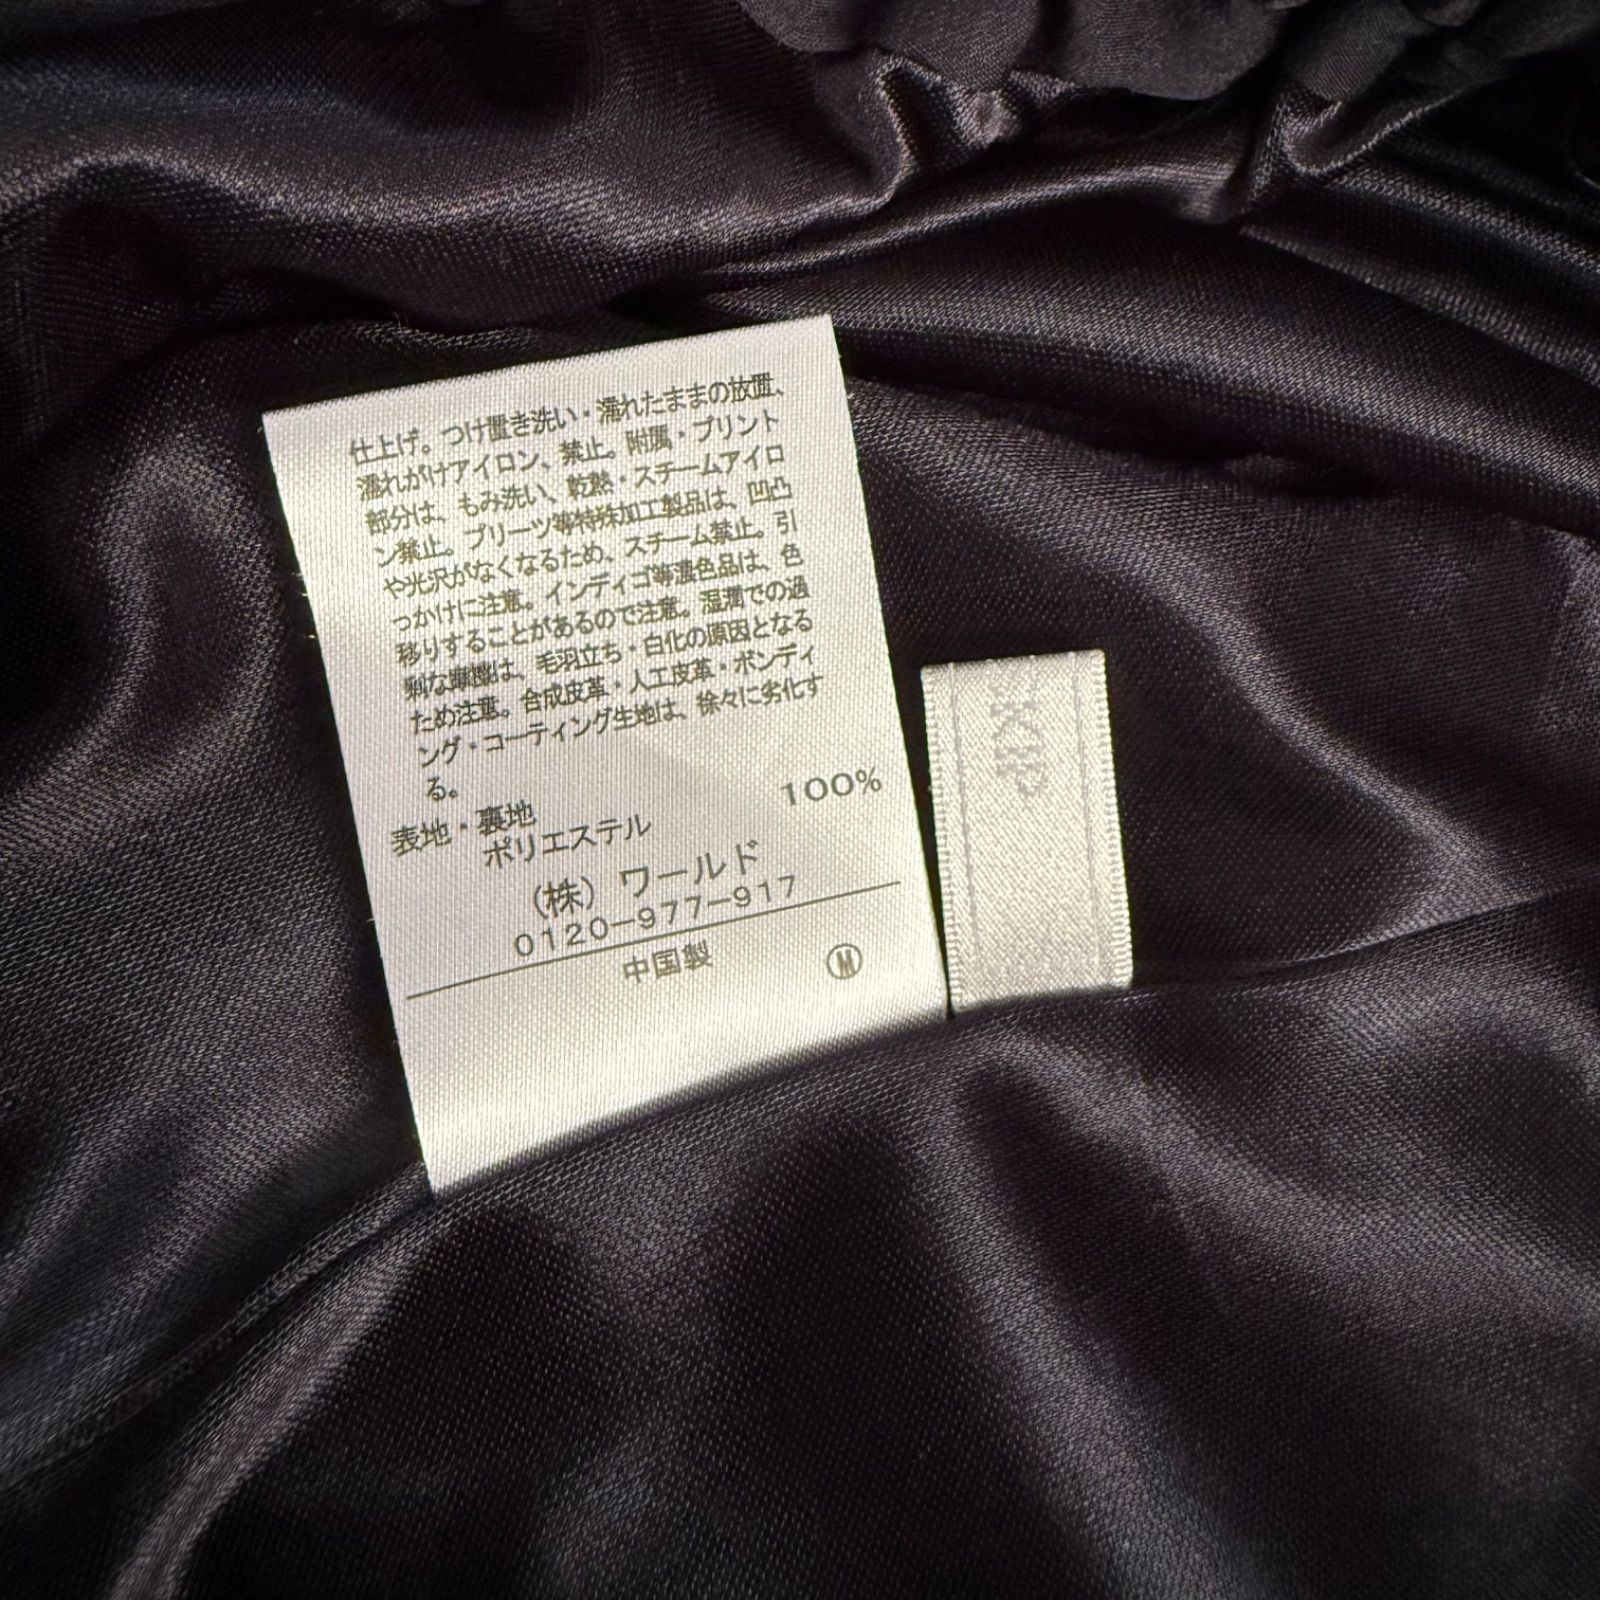 仕上げ。つけ置き洗い・濡れたままの放置、
濡れがけアイロン、禁止。附属・プリント
部分は、もみ洗い、乾熱・スチームアイロ
ン禁止。プリーツ等特殊加工製品は、凹凸
や光沢がなくなるため、スチーム禁止。引
っかけに注意。インディゴ等濃色品は、色
移りすることがあるので注意。湿潤での過
剰な摩擦は、毛羽立ち・白化の原因となる
ため注意。合成皮革・人工皮革・ボンディ
ング・コーティング生地は、徐々に劣化す
る。
表地・裏地
ポリエステル 100%
(株) ワールド
0120-977-917
中国製 M